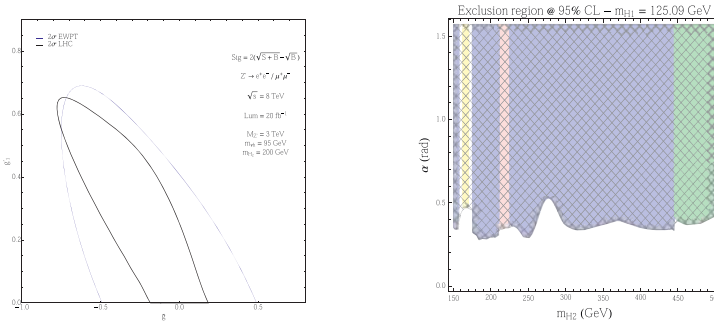 2σ EWPT
2σ LHC
Sig = 2(√S + B − √B)
Z' → e⁺e⁻ / μ⁺μ⁻
√s = 8 TeV
Lum = 20 fb⁻¹
M_Z' = 3 TeV
= 95 GeV
= 200 GeV
0.8
0.6
0.4
0.2
0.0
-1.0
-0.5
0.0
0.5
Exclusion region @ 95% CL − m_H1 = 125.09 GeV
1.5
1.0
0.5
0.0
α (rad)
150
200
250
300
350
400
450
m_H2 (GeV)